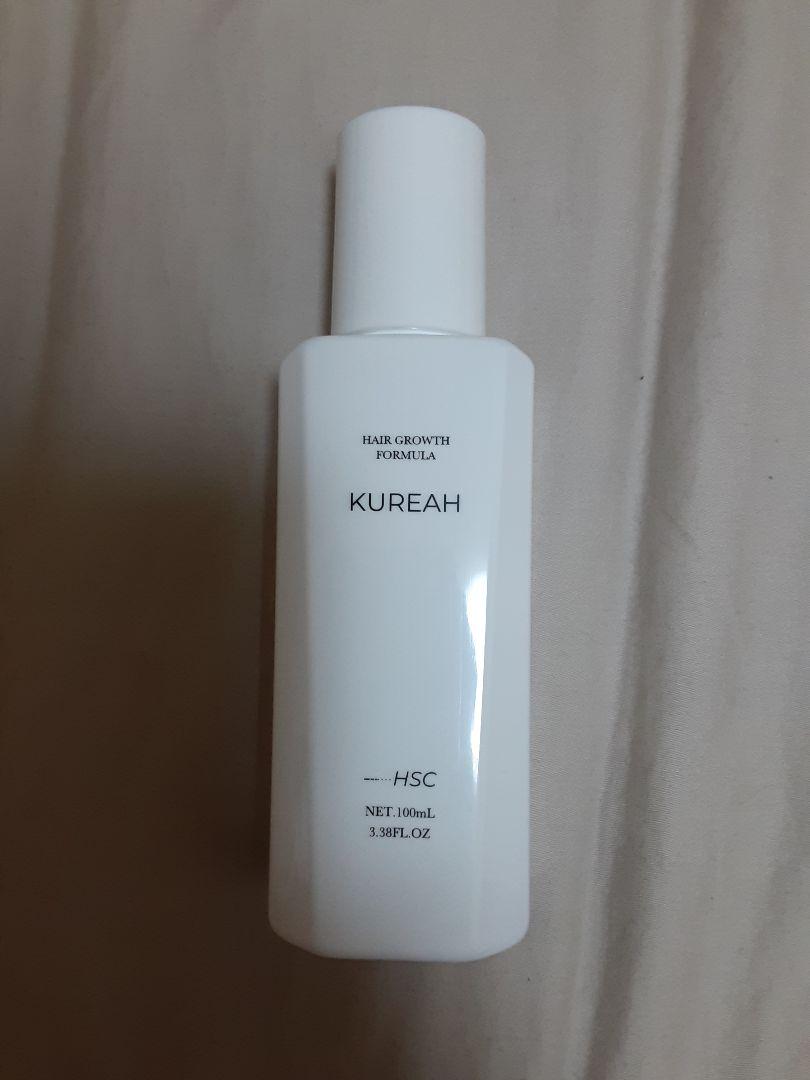 HAIR GROWTH
FORMULA
KUREAH
HSC
NET.100mL
3.38FL.OZ